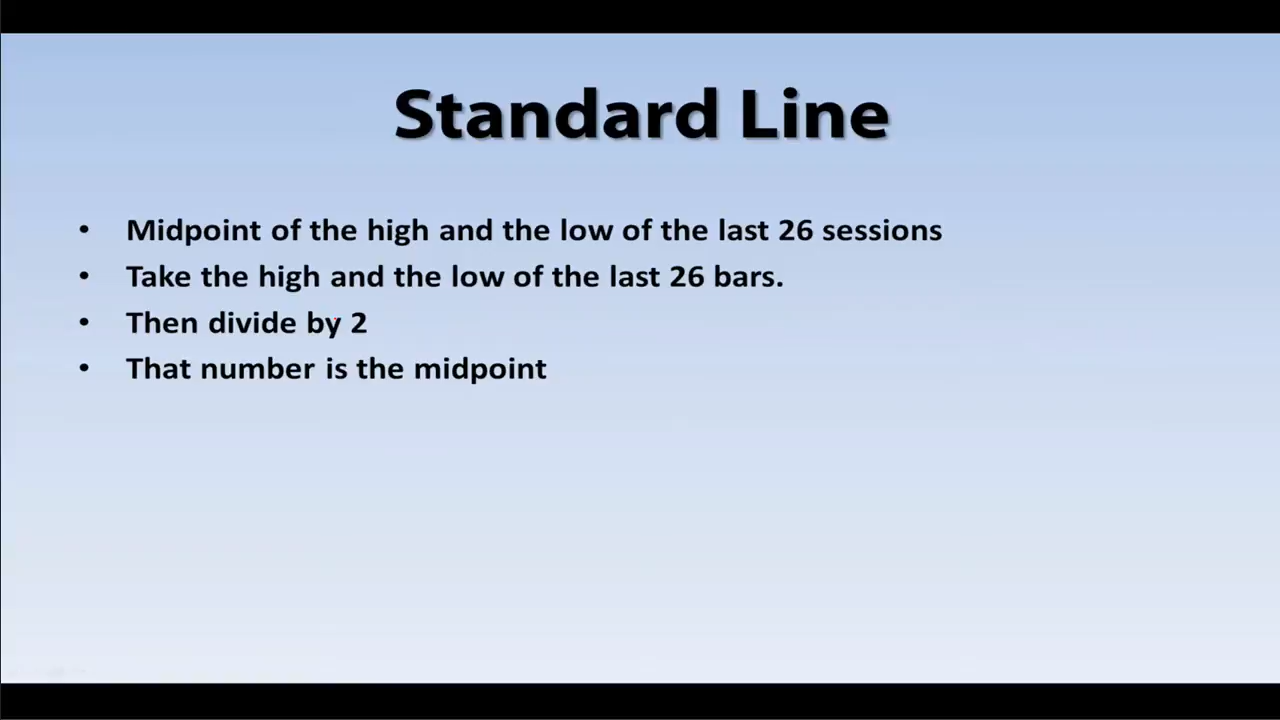 Standard Line
• Midpoint of the high and the low of the last 26 sessions
• Take the high and the low of the last 26 bars.
• Then divide by 2
• That number is the midpoint